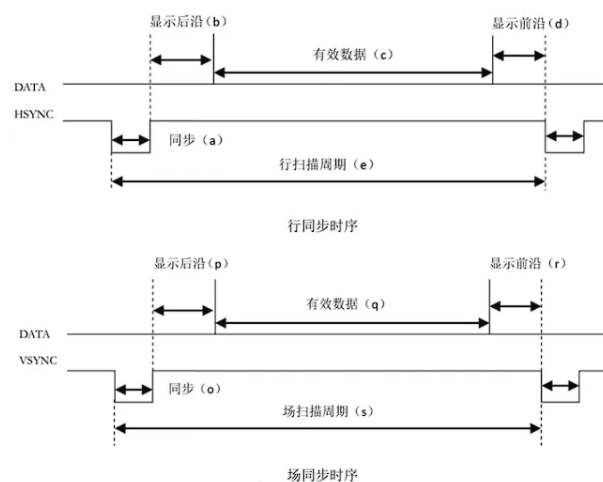 显示后沿（b） 显示前沿（d）
有效数据（c）
DATA
HSYNC
同步（a）
行扫描周期（e）
行同步时序
显示后沿（p） 显示前沿（r）
有效数据（q）
DATA
VSYNC
同步（o）
场扫描周期（s）
场同步时序